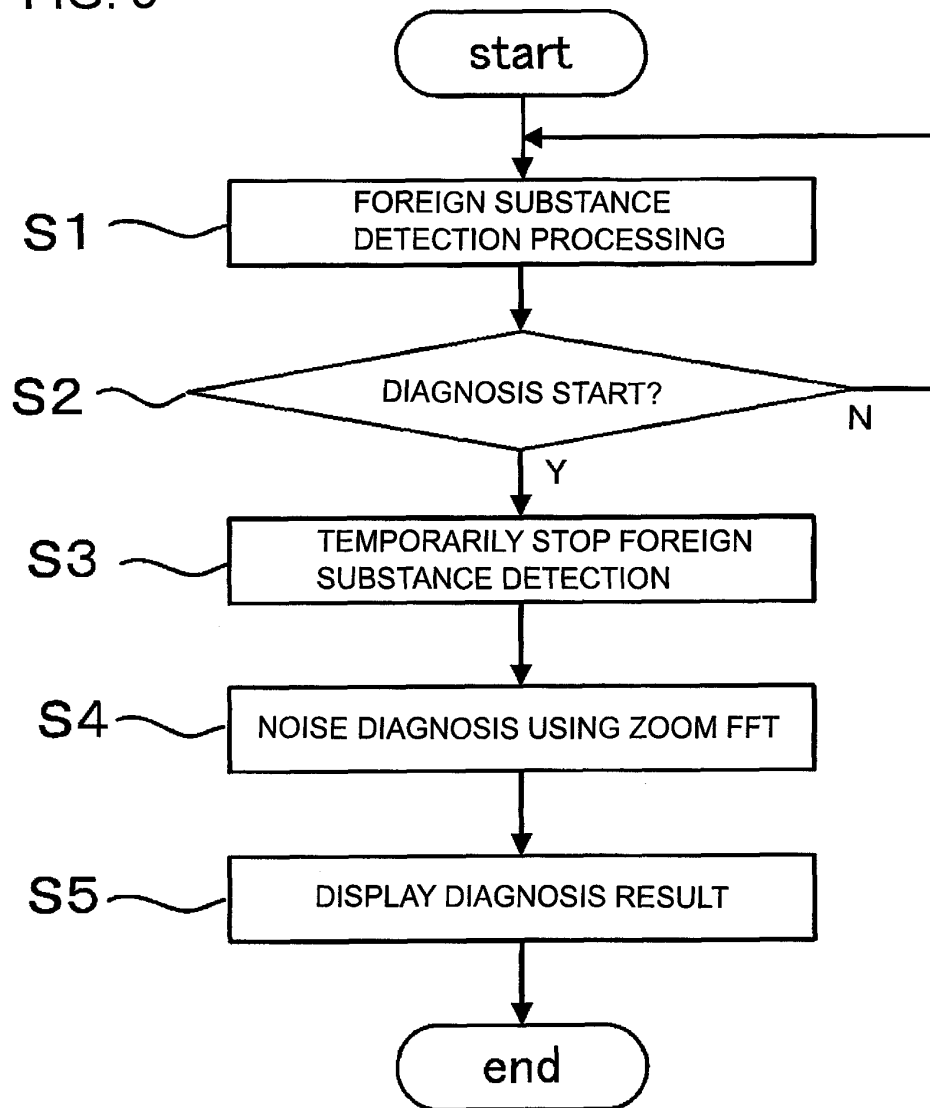 start
S1
FOREIGN SUBSTANCE
DETECTION PROCESSING
S2
DIAGNOSIS START?
N
Y
S3
TEMPORARILY STOP FOREIGN
SUBSTANCE DETECTION
S4
NOISE DIAGNOSIS USING ZOOM FFT
S5
DISPLAY DIAGNOSIS RESULT
end